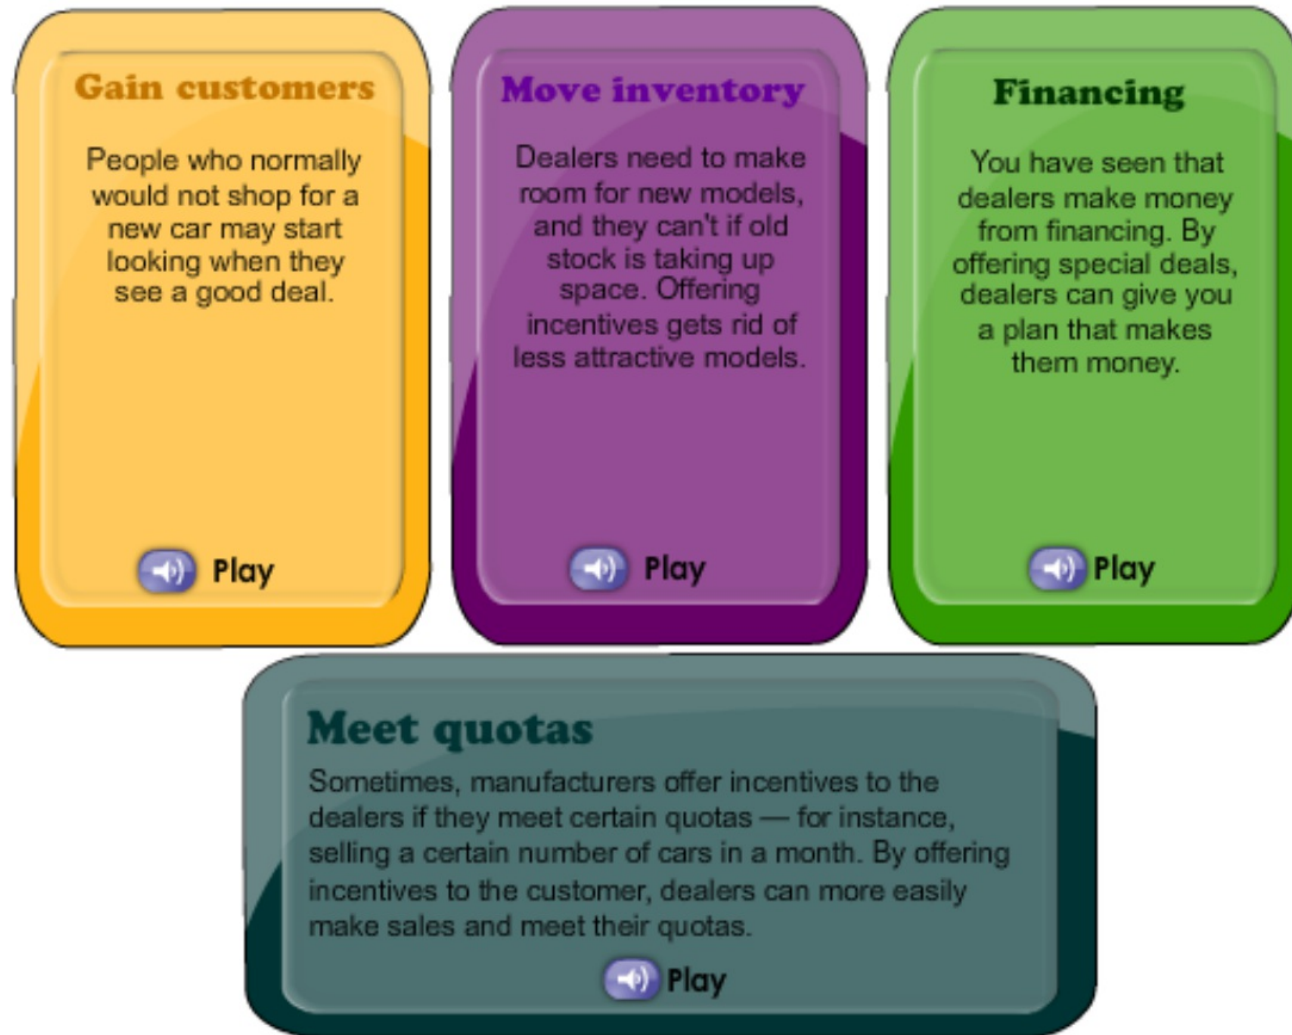 Gain customers
People who normally
would not shop for a
new car may start
looking when they
see a good deal.
Play
Move inventory
Dealers need to make
room for new models,
and they can't if old
stock is taking up
space. Offering
incentives gets rid of
less attractive models.
Play
Financing
You have seen that
dealers make money
from financing. By
offering special deals,
dealers can give you
a plan that makes
them money.
Play
Meet quotas
Sometimes, manufacturers offer incentives to the
dealers if they meet certain quotas — for instance,
selling a certain number of cars in a month. By offering
incentives to the customer, dealers can more easily
make sales and meet their quotas.
Play